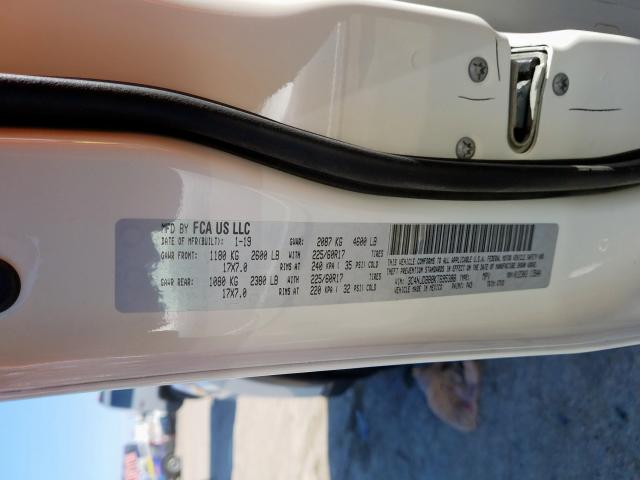 MFD BY FCA US LLC
DATE OF MFR(BUILT): 1-19 GVWR: 2087 KG 4600 LB
GAWR FRONT: 1180 KG 2600 LB WITH 225/60R17 TIRES
17X7.0 RIMS AT 240 KPA ( 35 PSI COLD
GAWR REAR: 1080 KG 2380 LB WITH 225/60R17 TIRES
17X7.0 RIMS AT 220 KPA ( 32 PSI COLD
THIS VEHICLE CONFORMS TO ALL APPLICABLE U.S.A. FEDERAL MOTOR VEHICLE SAFETY AND
THEFT PREVENTION STANDARDS IN EFFECT ON THE DATE OF MANUFACTURE SHOWN ABOVE.
VIN: TYPE: MPV
MADE IN MEXICO PAINT: